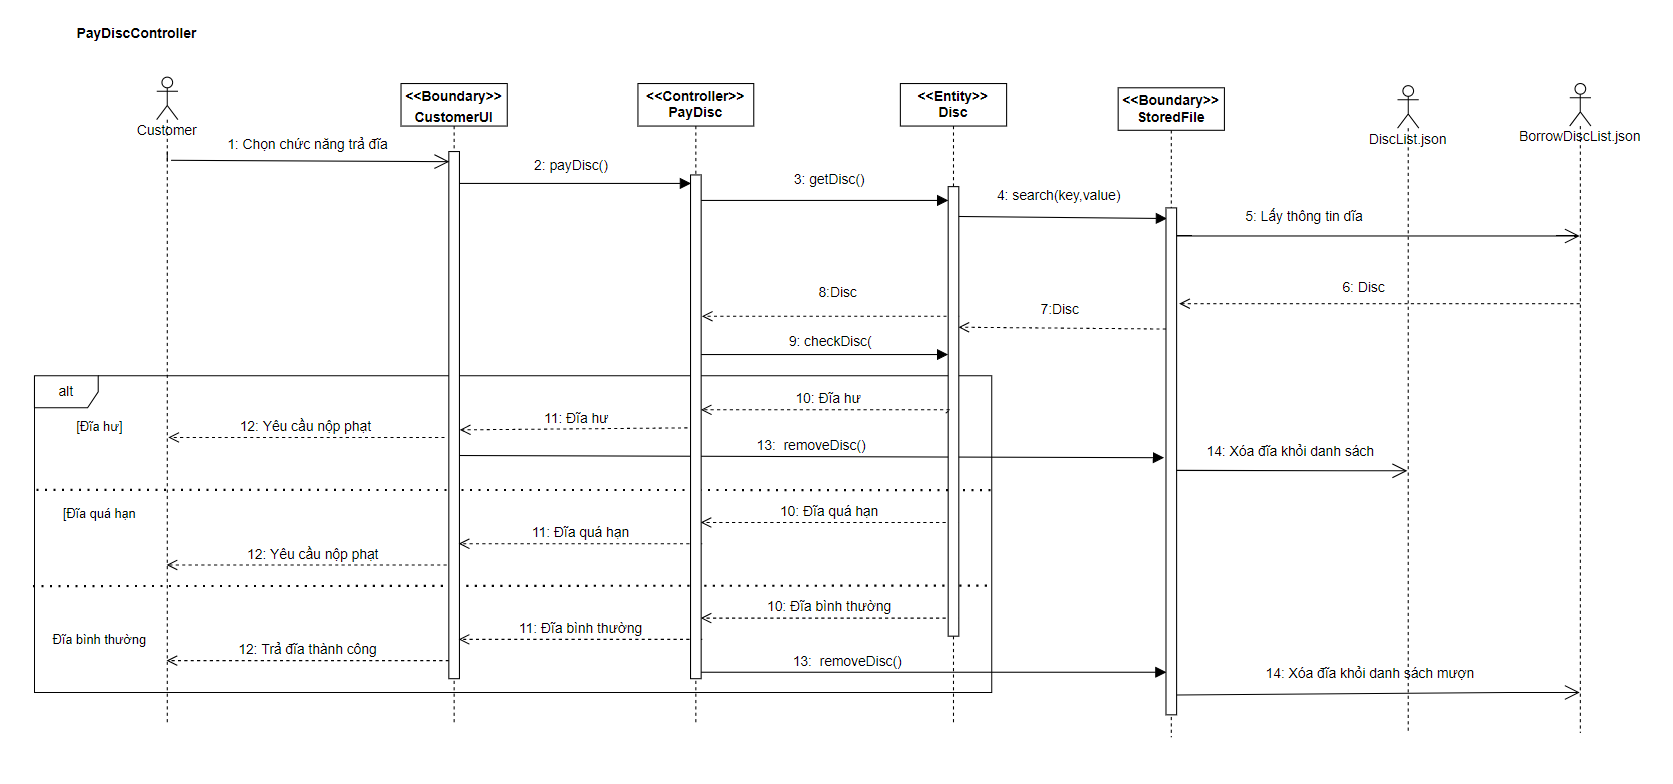 PayDiscController
Customer
<<Boundary>>
CustomerUI
<<Controller>>
PayDisc
<<Entity>>
Disc
<<Boundary>>
StoredFile
DiscList.json
BorrowDiscList.json
1: Chọn chức năng trả đĩa
2: payDisc()
3: getDisc()
4: search(key,value)
5: Lấy thông tin dĩa
6: Disc
7:Disc
8:Disc
9: checkDisc(
alt
[Đĩa hư]
10: Đĩa hư
11: Đĩa hư
12: Yêu cầu nộp phạt
13: removeDisc()
14: Xóa đĩa khỏi danh sách
[Đĩa quá hạn
10: Đĩa quá hạn
11: Đĩa quá hạn
12: Yêu cầu nộp phạt
Đĩa bình thường
10: Đĩa bình thường
11: Đĩa bình thường
12: Trả đĩa thành công
13: removeDisc()
14: Xóa đĩa khỏi danh sách mượn